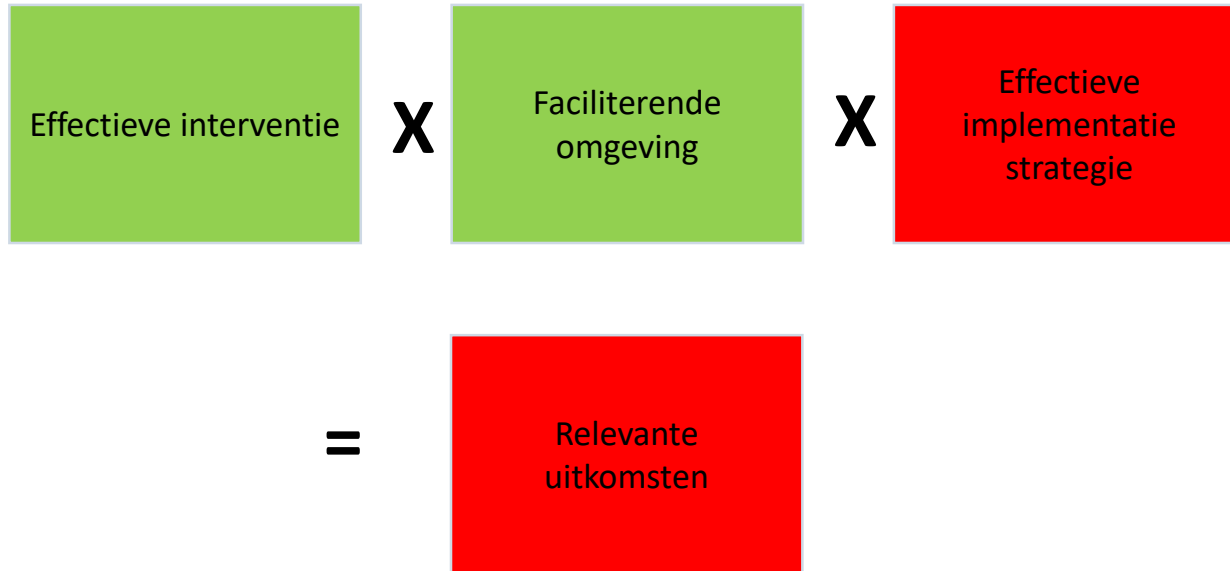 Effectieve interventie
X
Faciliterende
omgeving
X
Effectieve
implementatie
strategie
=
Relevante
uitkomsten